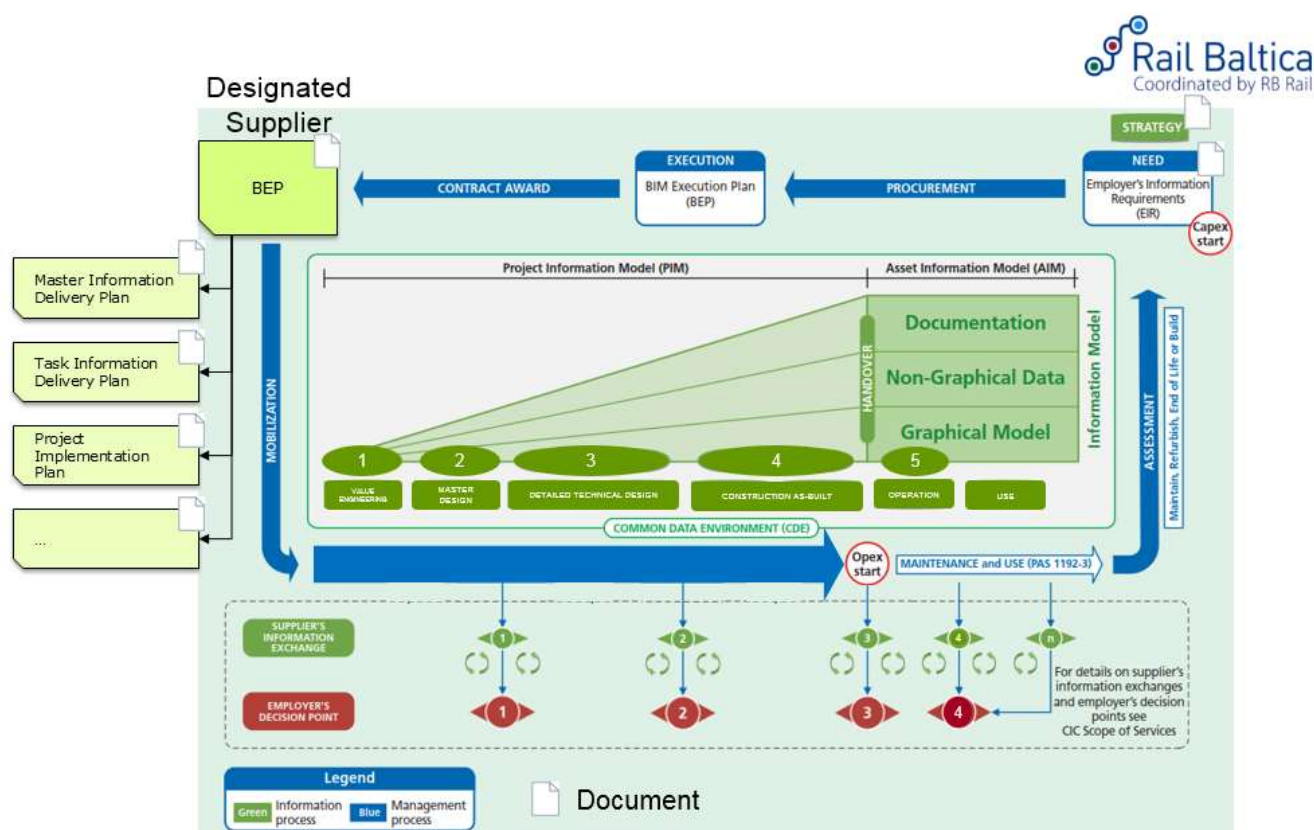 Rail Baltica
Coordinated by RB Rail
Designated
Supplier
STRATEGY
BEP
CONTRACT AWARD
EXECUTION
BIM Execution Plan
(BEP)
PROCUREMENT
NEED
Employer's Information
Requirements
(EIR)
Capex
start
Master Information
Delivery Plan
Task Information
Delivery Plan
Project
Implementation
Plan
...
MOBILIZATION
Project Information Model (PIM)
Asset Information Model (AIM)
Documentation
Non-Graphical Data
Graphical Model
HANDOVER
Information Model
ASSESSMENT
Maintain, Refurbish, End of Life or Build
1
2
3
4
5
VALUE
ENGINEERING
MASTER
DESIGN
DETAILED TECHNICAL DESIGN
CONSTRUCTION AS-BUILT
OPERATION
USE
COMMON DATA ENVIRONMENT (CDE)
Opex
start
MAINTENANCE and USE (PAS 1192-3)
SUPPLIER'S
INFORMATION
EXCHANGE
1
2
3
4
n
EMPLOYER'S
DECISION POINT
1
2
3
4
For details on supplier's
information exchanges
and employer's decision
points see
CIC Scope of Services
Legend
Green
Information
process
Blue
Management
process
Document